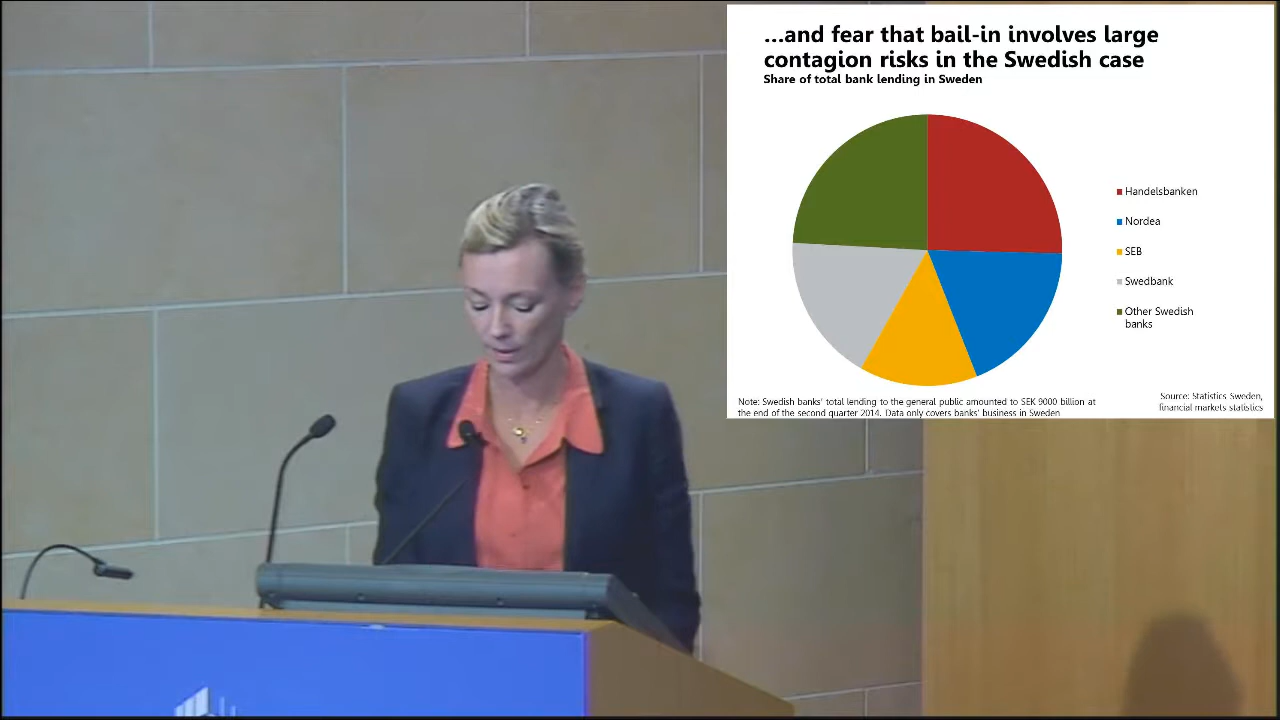 ...and fear that bail-in involves large
contagion risks in the Swedish case
Share of total bank lending in Sweden
Handelsbanken
Nordea
SEB
Swedbank
Other Swedish
banks
Note: Swedish banks' total lending to the general public amounted to SEK 9000 billion at
the end of the second quarter 2014. Data only covers banks' business in Sweden
Source: Statistics Sweden,
financial markets statistics